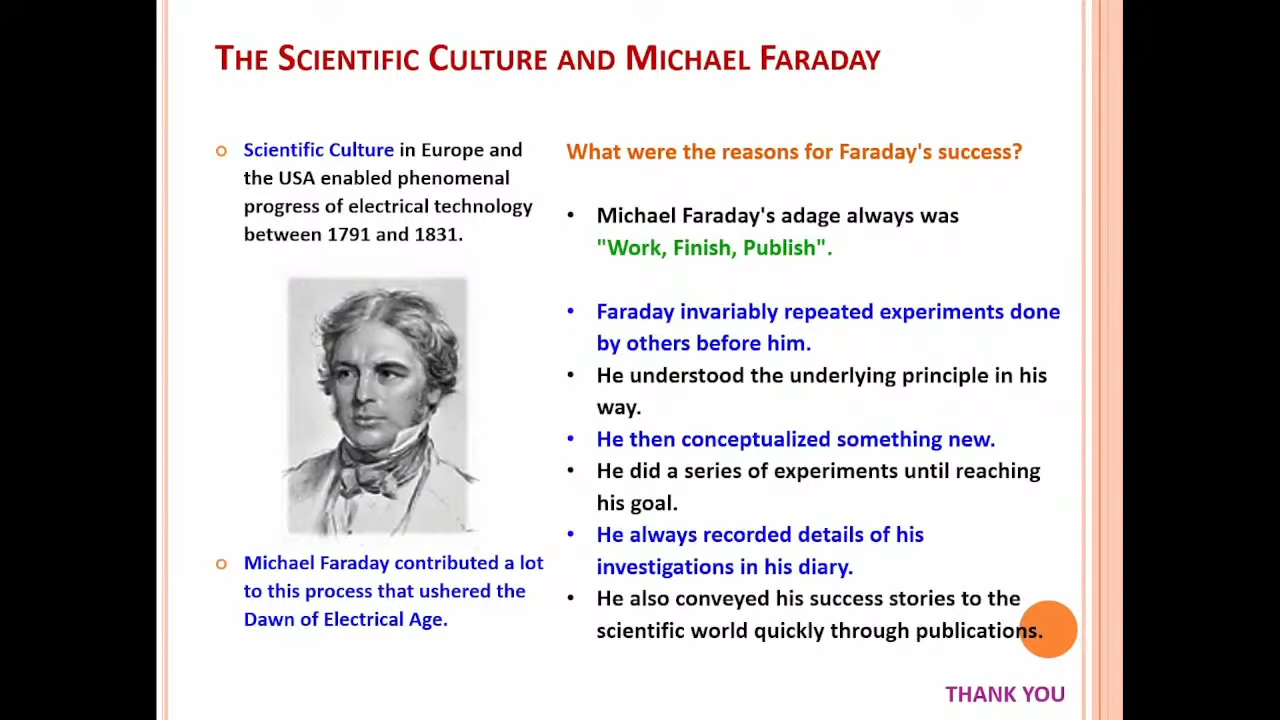 THE SCIENTIFIC CULTURE AND MICHAEL FARADAY
Scientific Culture in Europe and
the USA enabled phenomenal
progress of electrical technology
between 1791 and 1831.
Michael Faraday contributed a lot
to this process that ushered the
Dawn of Electrical Age.
What were the reasons for Faraday's success?
• Michael Faraday's adage always was
"Work, Finish, Publish".
• Faraday invariably repeated experiments done
by others before him.
• He understood the underlying principle in his
way.
• He then conceptualized something new.
• He did a series of experiments until reaching
his goal.
• He always recorded details of his
investigations in his diary.
• He also conveyed his success stories to the
scientific world quickly through publications.
THANK YOU